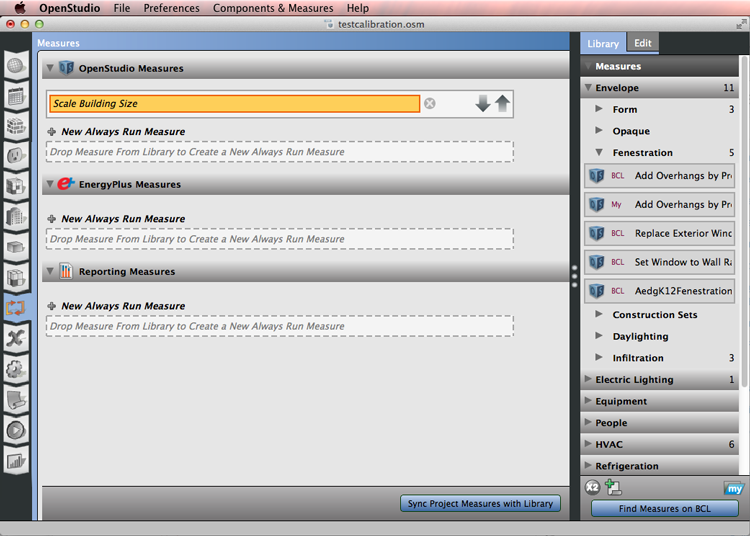 OpenStudio File Preferences Components & Measures Help
testcalibration.osm
Measures
OpenStudio Measures
Scale Building Size
New Always Run Measure
Drop Measure From Library to Create a New Always Run Measure
e+ EnergyPlus Measures
New Always Run Measure
Drop Measure From Library to Create a New Always Run Measure
Reporting Measures
New Always Run Measure
Drop Measure From Library to Create a New Always Run Measure
Sync Project Measures with Library
Library Edit
Measures
Envelope 11
Form 3
Opaque
Fenestration 5
BCL Add Overhangs by Pr
My Add Overhangs by Pr
BCL Replace Exterior Wind
BCL Set Window to Wall Ra
BCL AedgK12Fenestration
Construction Sets
Daylighting
Infiltration 3
Electric Lighting 1
Equipment
People
HVAC 6
Refrigeration
X2 my
Find Measures on BCL